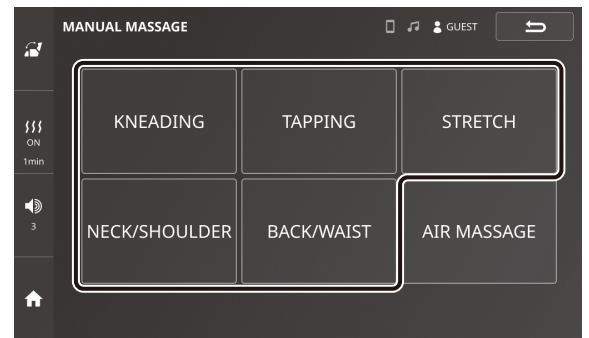 MANUAL MASSAGE
GUEST
ON
1min
3
KNEADING
TAPPING
STRETCH
NECK/SHOULDER
BACK/WAIST
AIR MASSAGE